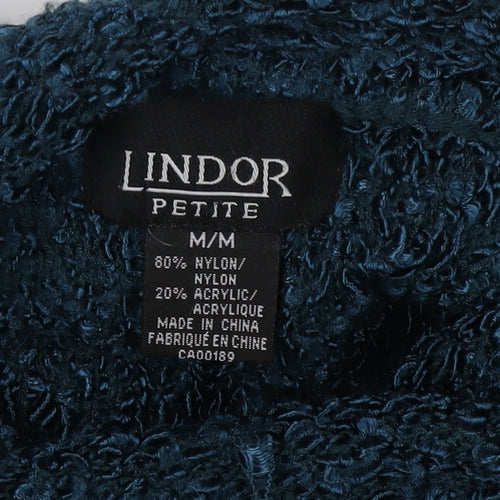 LINDOR
PETITE
M/M
80% NYLON/
NYLON
20% ACRYLIC/
ACRYLIQUE
MADE IN CHINA
FABRIQUÉ EN CHINE
CA00189